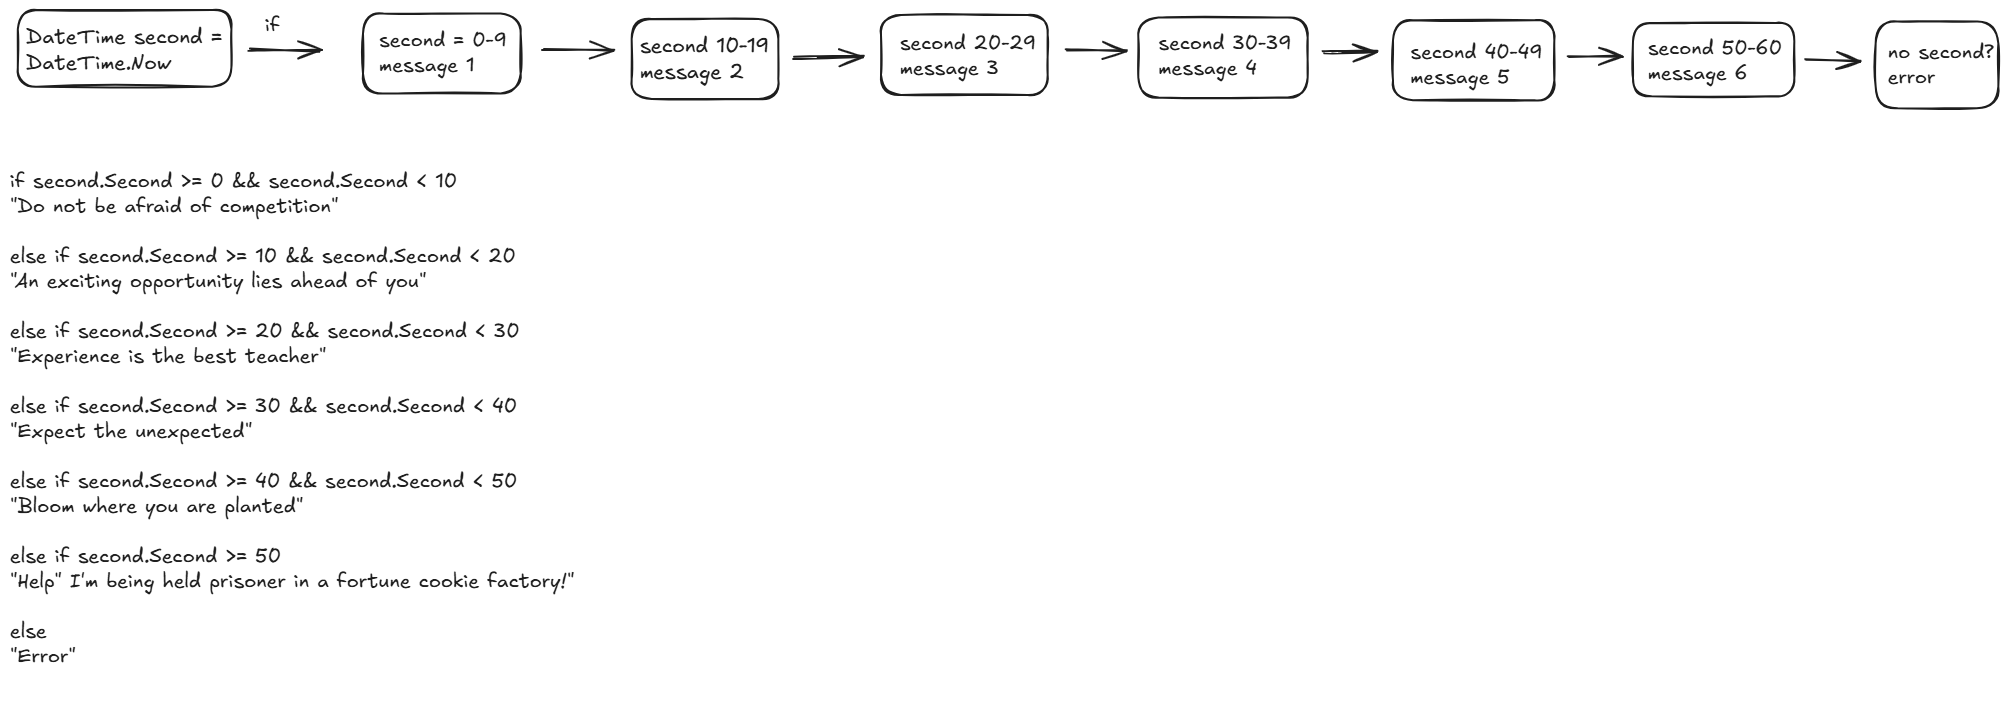 DateTime second =
DateTime.Now
if
second = 0-9
message 1
second 10-19
message 2
second 20-29
message 3
second 30-39
message 4
second 40-49
message 5
second 50-60
message 6
no second?
error
if second.Second >= 0 && second.Second < 10
"Do not be afraid of competition"
else if second.Second >= 10 && second.Second < 20
"An exciting opportunity lies ahead of you"
else if second.Second >= 20 && second.Second < 30
"Experience is the best teacher"
else if second.Second >= 30 && second.Second < 40
"Expect the unexpected"
else if second.Second >= 40 && second.Second < 50
"Bloom where you are planted"
else if second.Second >= 50
"Help" I'm being held prisoner in a fortune cookie factory!"
else
"Error"